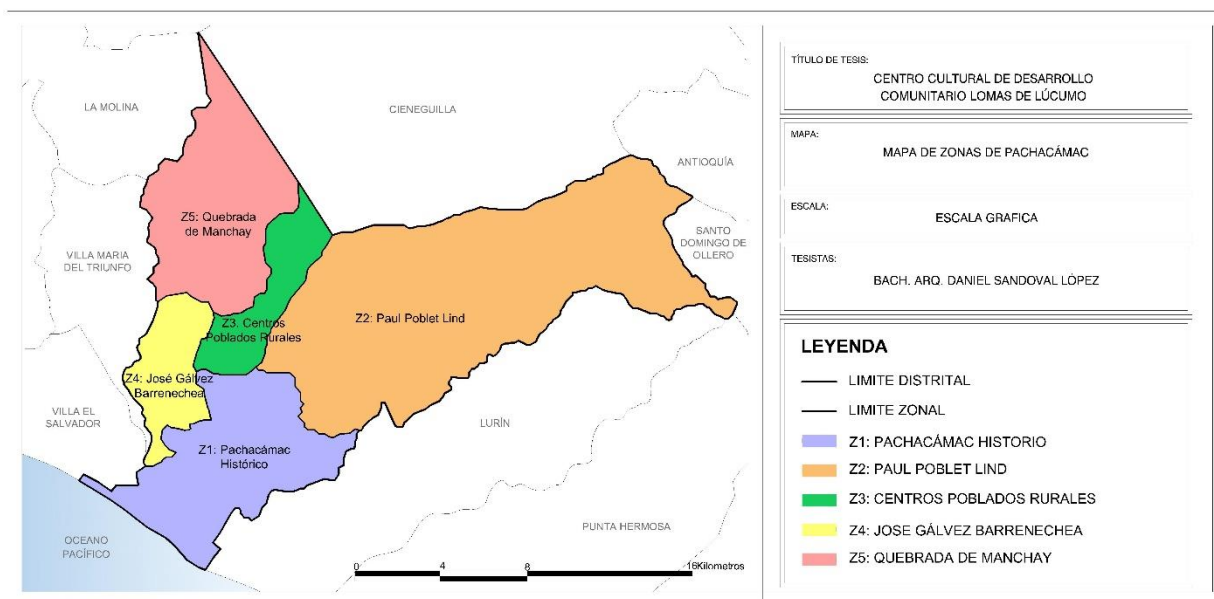 LA MOLINA
CIENEGUILLA
ANTIOQUÍA
Z5: Quebrada
de Manchay
SANTO
DOMINGO DE
OLLERO
VILLA MARIA
DEL TRIUNFO
Z3. Centros
Poblados Rurales
Z2: Paul Poblet Lind
Z4: José Gálvez
Barrenechea
VILLA EL
SALVADOR
LURÍN
Z1: Pachacámac
Histórico
PUNTA HERMOSA
OCEANO
PACÍFICO
0 4 8 16Kilometros
TÍTULO DE TESIS:
CENTRO CULTURAL DE DESARROLLO
COMUNITARIO LOMAS DE LÚCUMO
MAPA:
MAPA DE ZONAS DE PACHACÁMAC
ESCALA:
ESCALA GRAFICA
TESISTAS:
BACH. ARQ. DANIEL SANDOVAL LÓPEZ
LEYENDA
LIMITE DISTRITAL
LIMITE ZONAL
Z1: PACHACÁMAC HISTORIO
Z2: PAUL POBLET LIND
Z3: CENTROS POBLADOS RURALES
Z4: JOSE GÁLVEZ BARRENECHEA
Z5: QUEBRADA DE MANCHAY